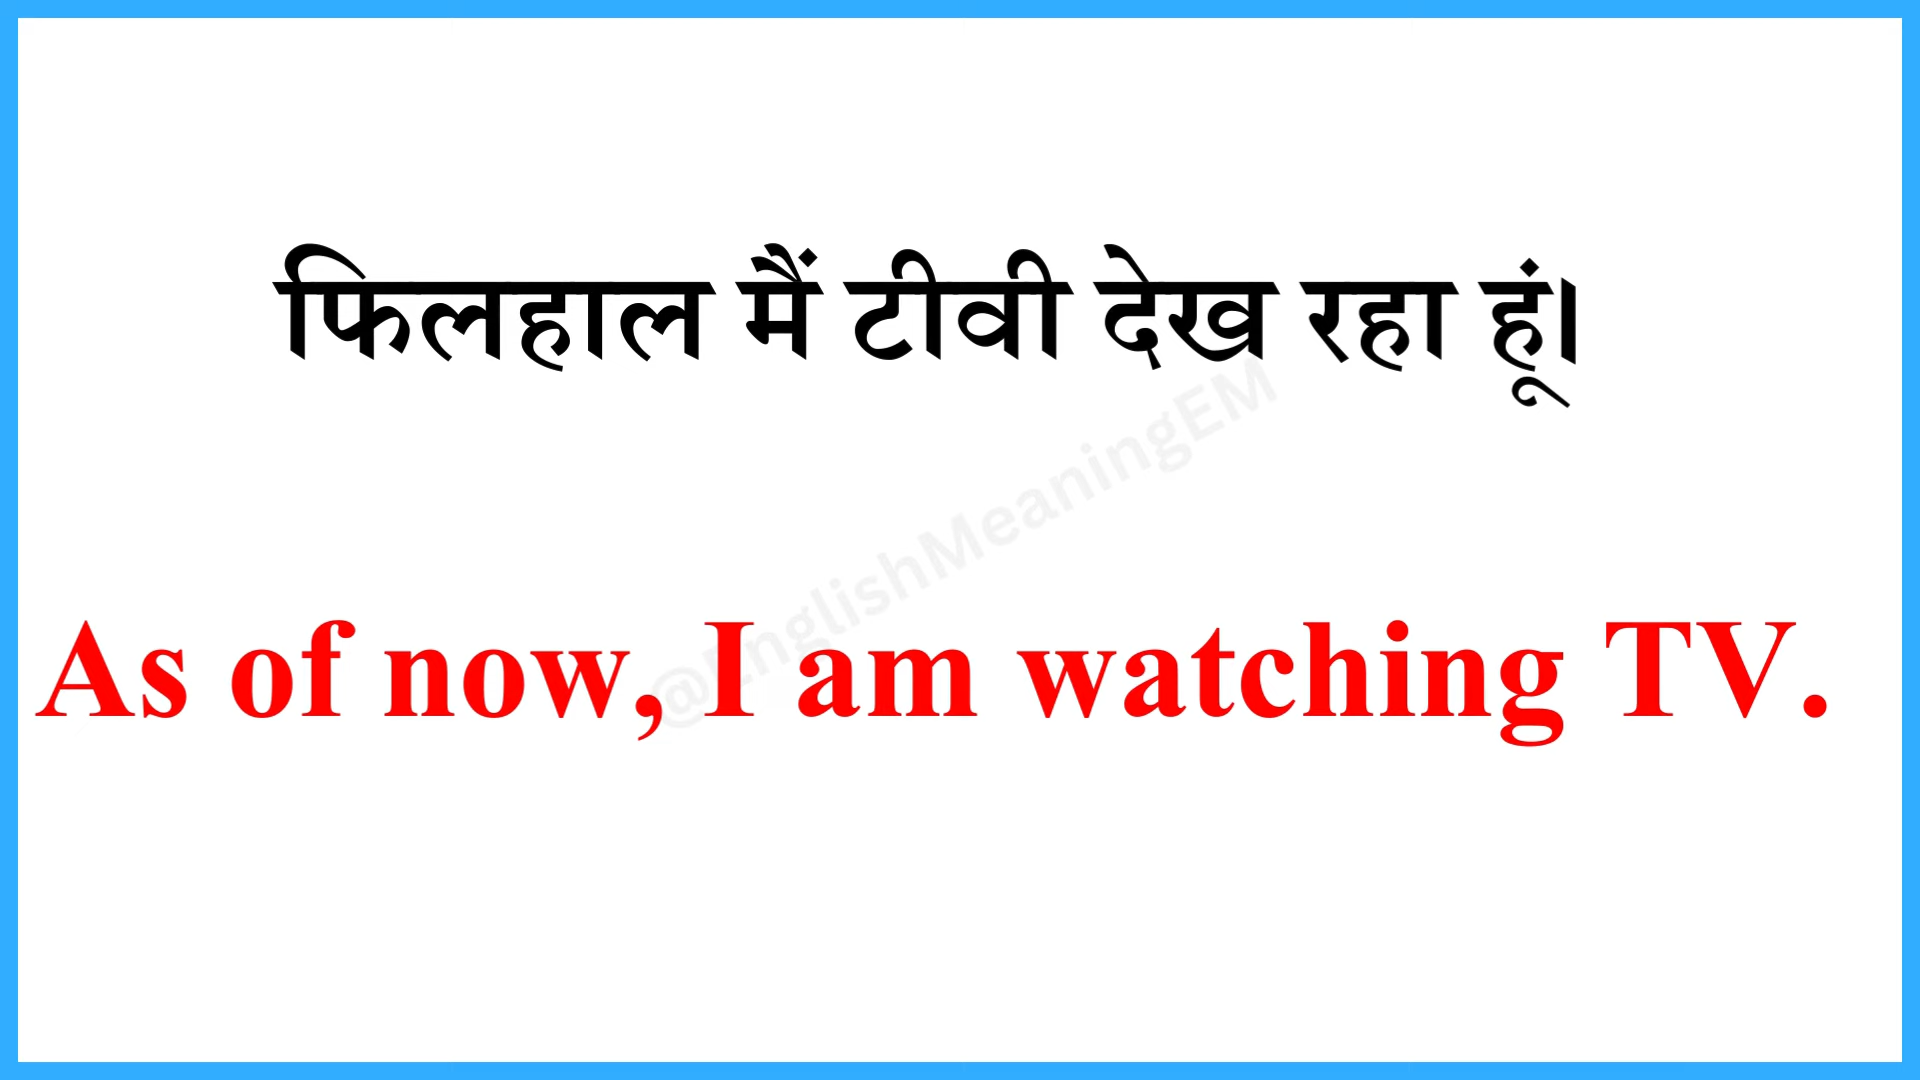 फिलहाल मैं टीवी देख रहा हूं।
@EnglishMeaningEM
As of now, I am watching TV.